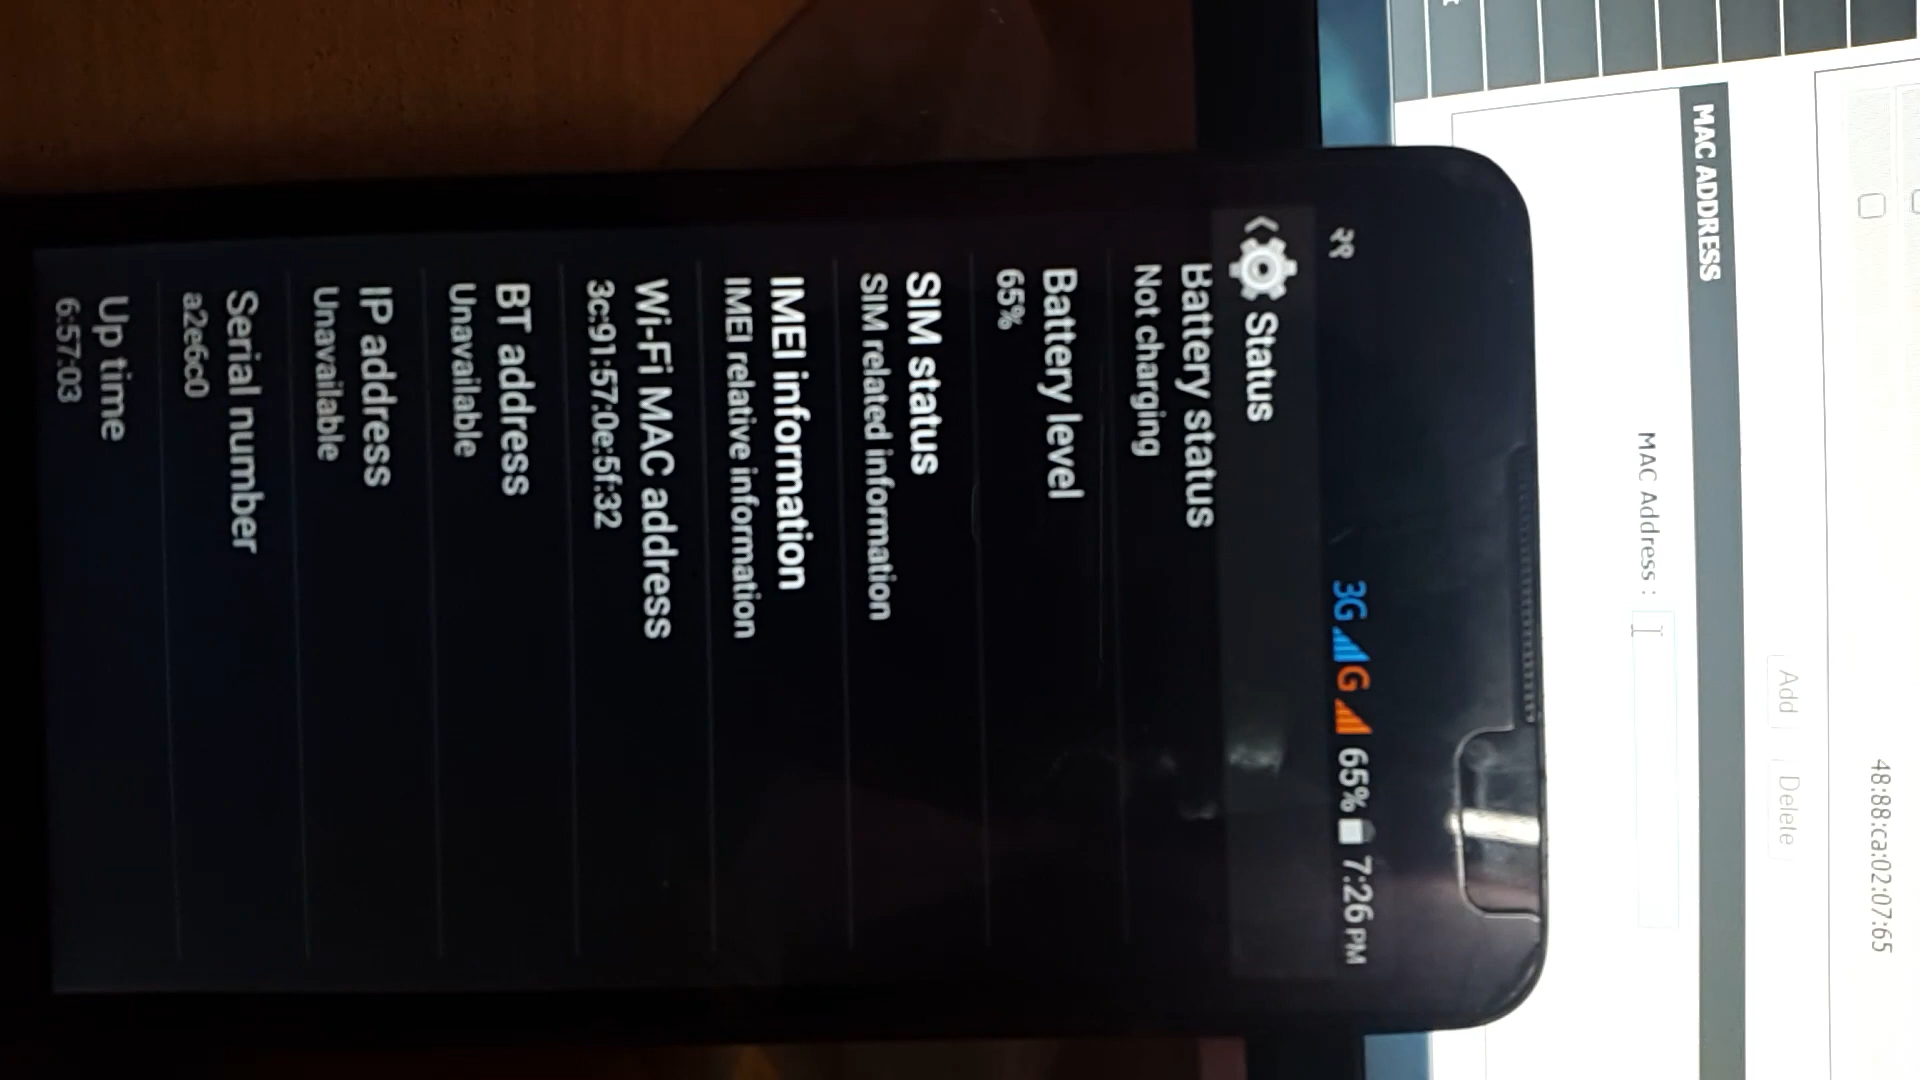 २९ 3G G 65% 7:26 PM
Status
Battery status
Not charging
Battery level
65%
SIM status
SIM related information
IMEI information
IMEI relative information
Wi-Fi MAC address
3c:91:57:0e:5f:32
BT address
Unavailable
IP address
Unavailable
Serial number
a2e6c0
Up time
6:57:03
48:88:ca:02:07:65
Add Delete
MAC ADDRESS
MAC Address :